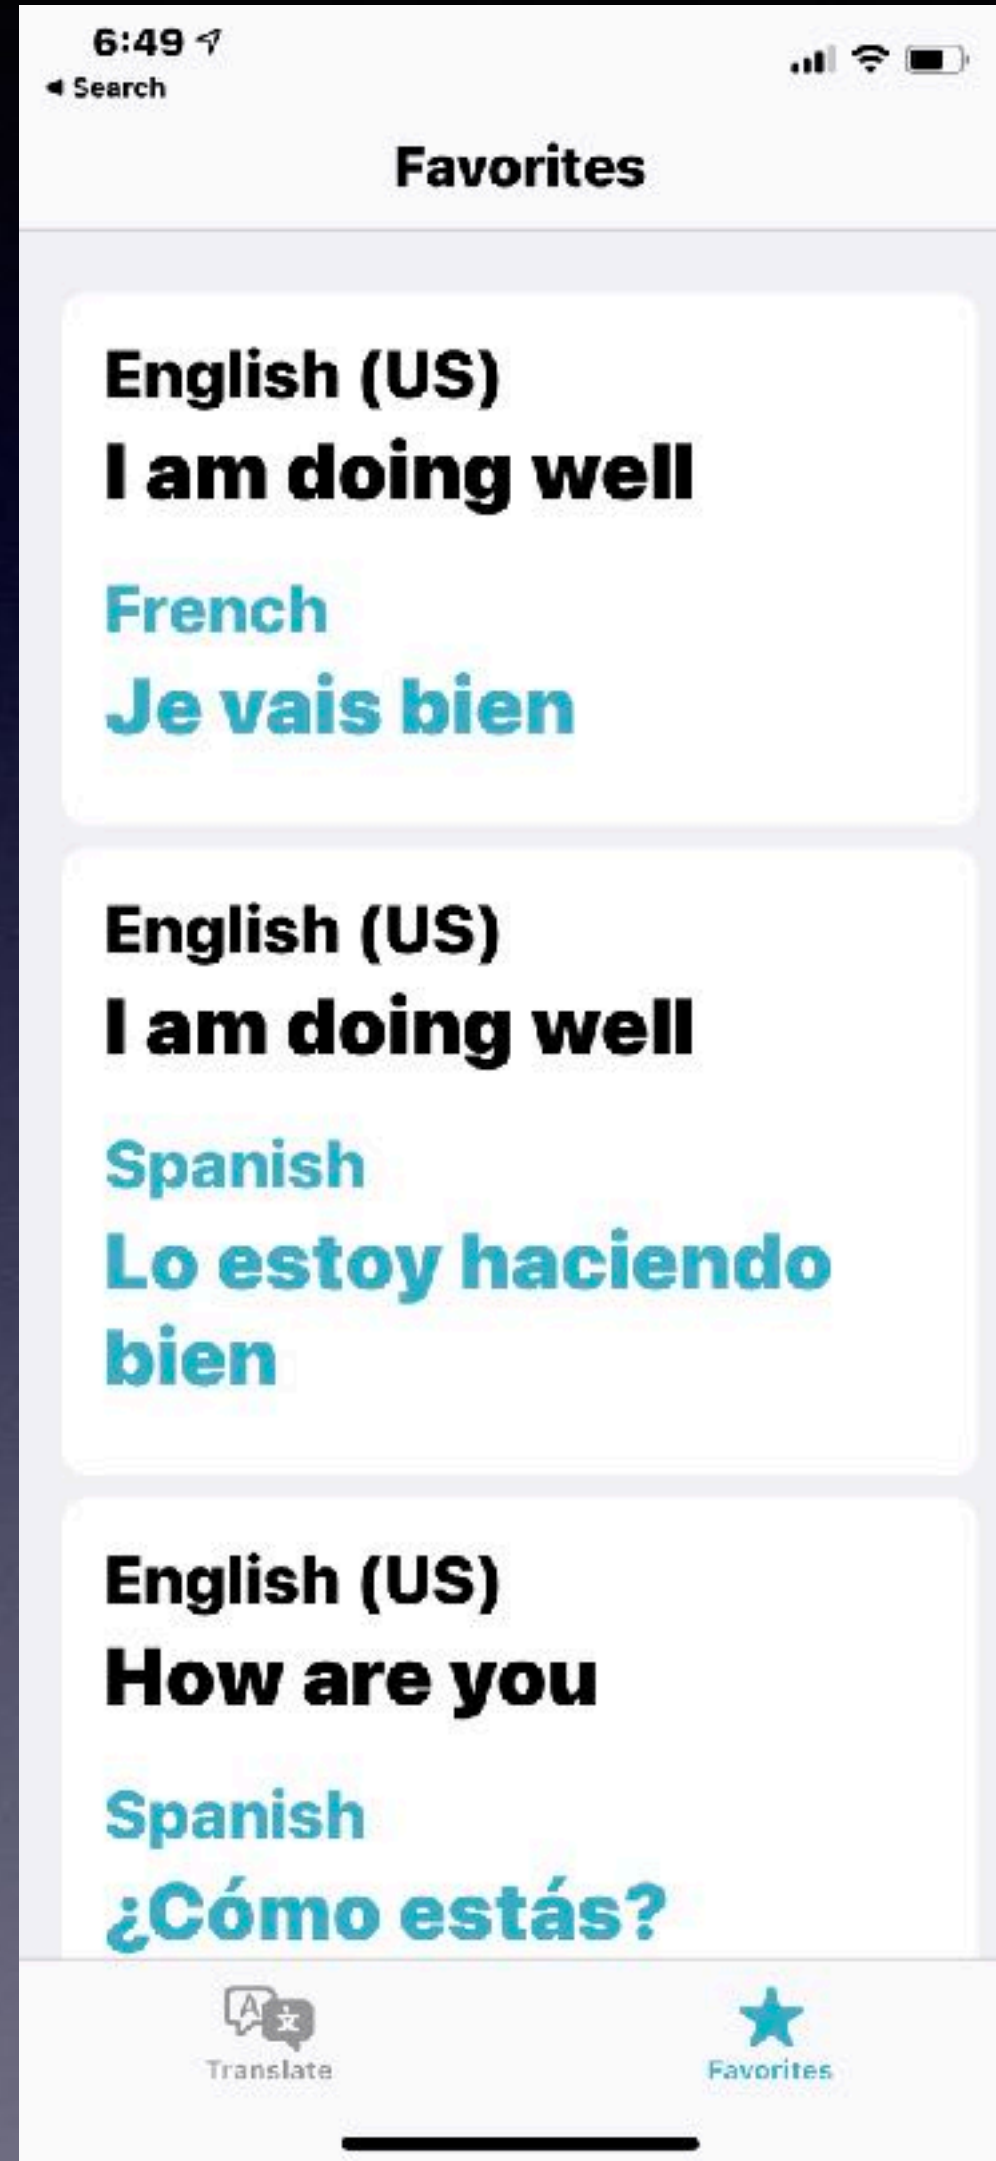 6:49
Search
Favorites
English (US)
I am doing well
French
Je vais bien
English (US)
I am doing well
Spanish
Lo estoy haciendo
bien
English (US)
How are you
Spanish
¿Cómo estás?
A 文
Translate
Favorites